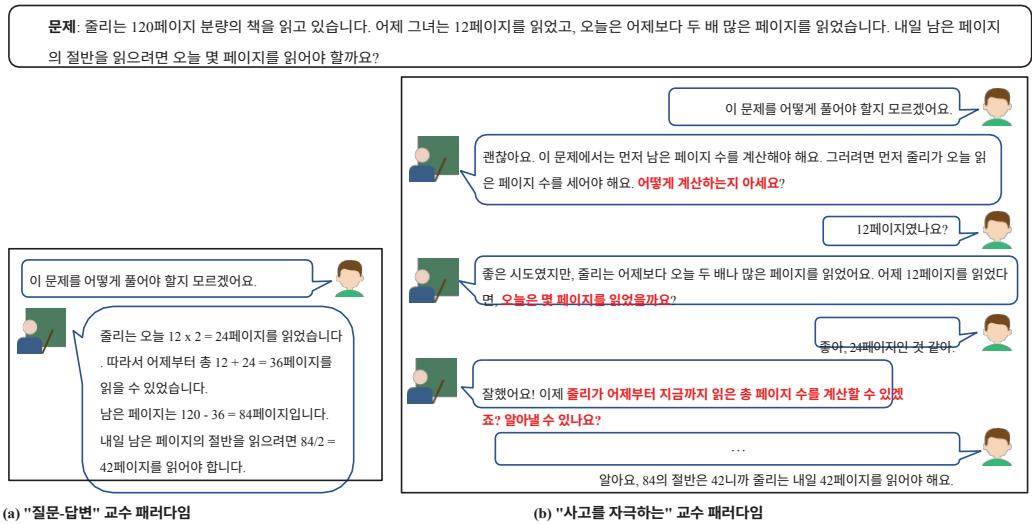 문제: 줄리는 120페이지 분량의 책을 읽고 있습니다. 어제 그녀는 12페이지를 읽었고, 오늘은 어제보다 두 배 많은 페이지를 읽었습니다. 내일 남은 페이지
의 절반을 읽으려면 오늘 몇 페이지를 읽어야 할까요?
이 문제를 어떻게 풀어야 할지 모르겠어요.
줄리는 오늘 12 x 2 = 24페이지를 읽었습니다
. 따라서 어제부터 총 12 + 24 = 36페이지를
읽을 수 있었습니다.
남은 페이지는 120 - 36 = 84페이지입니다.
내일 남은 페이지의 절반을 읽으려면 84/2 =
42페이지를 읽어야 합니다.
(a) "질문-답변" 교수 패러다임
이 문제를 어떻게 풀어야 할지 모르겠어요.
괜찮아요. 이 문제에서는 먼저 남은 페이지 수를 계산해야 해요. 그러려면 먼저 줄리가 오늘 읽
은 페이지 수를 세어야 해요. 어떻게 계산하는지 아세요?
12페이지였나요?
좋은 시도였지만, 줄리는 어제보다 오늘 두 배나 많은 페이지를 읽었어요. 어제 12페이지를 읽었다
면, 오늘은 몇 페이지를 읽었을까요?
좋아, 24페이지인 것 같아.
잘했어요! 이제 줄리가 어제부터 지금까지 읽은 총 페이지 수를 계산할 수 있겠
죠? 알아낼 수 있나요?
...
알아요, 84의 절반은 42니까 줄리는 내일 42페이지를 읽어야 해요.
(b) "사고를 자극하는" 교수 패러다임